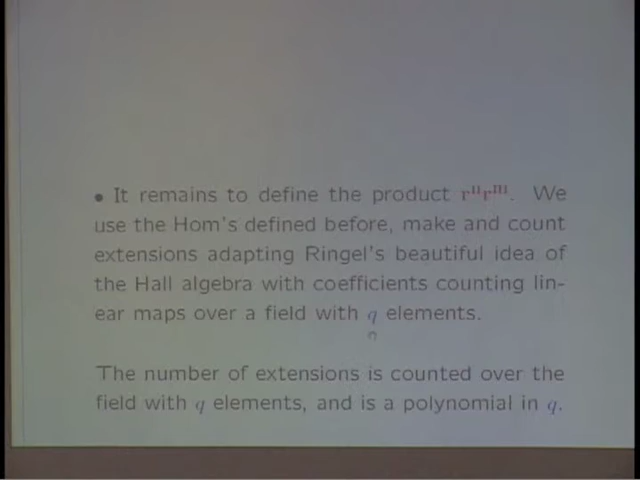 • It remains to define the product r^{II}r^{III}. We
use the Hom's defined before, make and count
extensions adapting Ringel's beautiful idea of
the Hall algebra with coefficients counting lin-
ear maps over a field with q elements.
The number of extensions is counted over the
field with q elements, and is a polynomial in q.